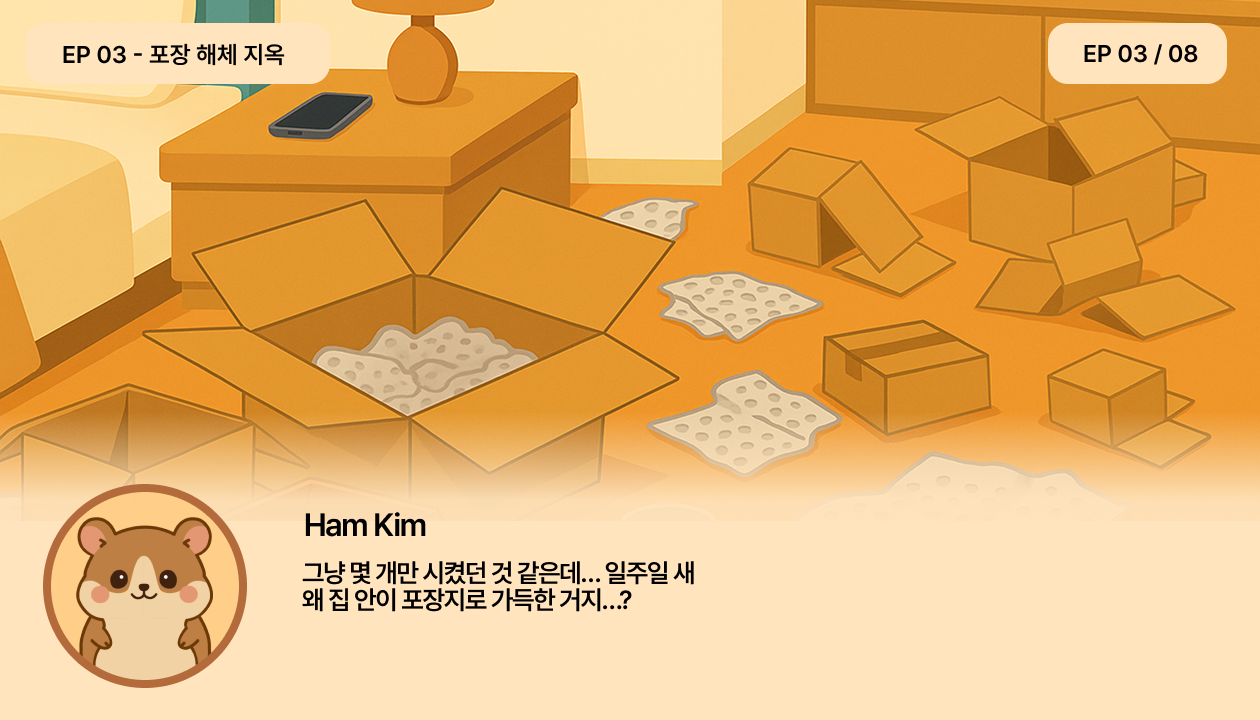 EP 03 - 포장 해체 지옥
EP 03 / 08
Ham Kim
그냥 몇 개만 시켰던 것 같은데... 일주일 새
왜 집 안이 포장지로 가득한 거지...?